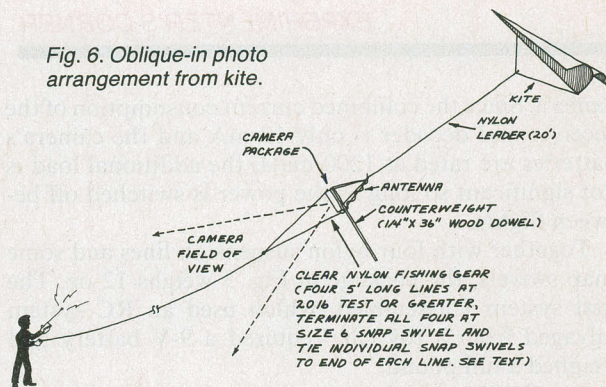 Fig. 6. Oblique-in photo
arrangement from kite.
KITE
NYLON
LEADER (20')
CAMERA
PACKAGE
ANTENNA
COUNTERWEIGHT
(1/4" X 36" WOOD DOWEL)
CAMERA
FIELD OF
VIEW
CLEAR NYLON FISHING GEAR
(FOUR 5' LONG LINES AT
20 lb TEST OR GREATER,
TERMINATE ALL FOUR AT
SIZE 6 SNAP SWIVEL AND
TIE INDIVIDUAL SNAP SWIVELS
TO END OF EACH LINE. SEE TEXT)